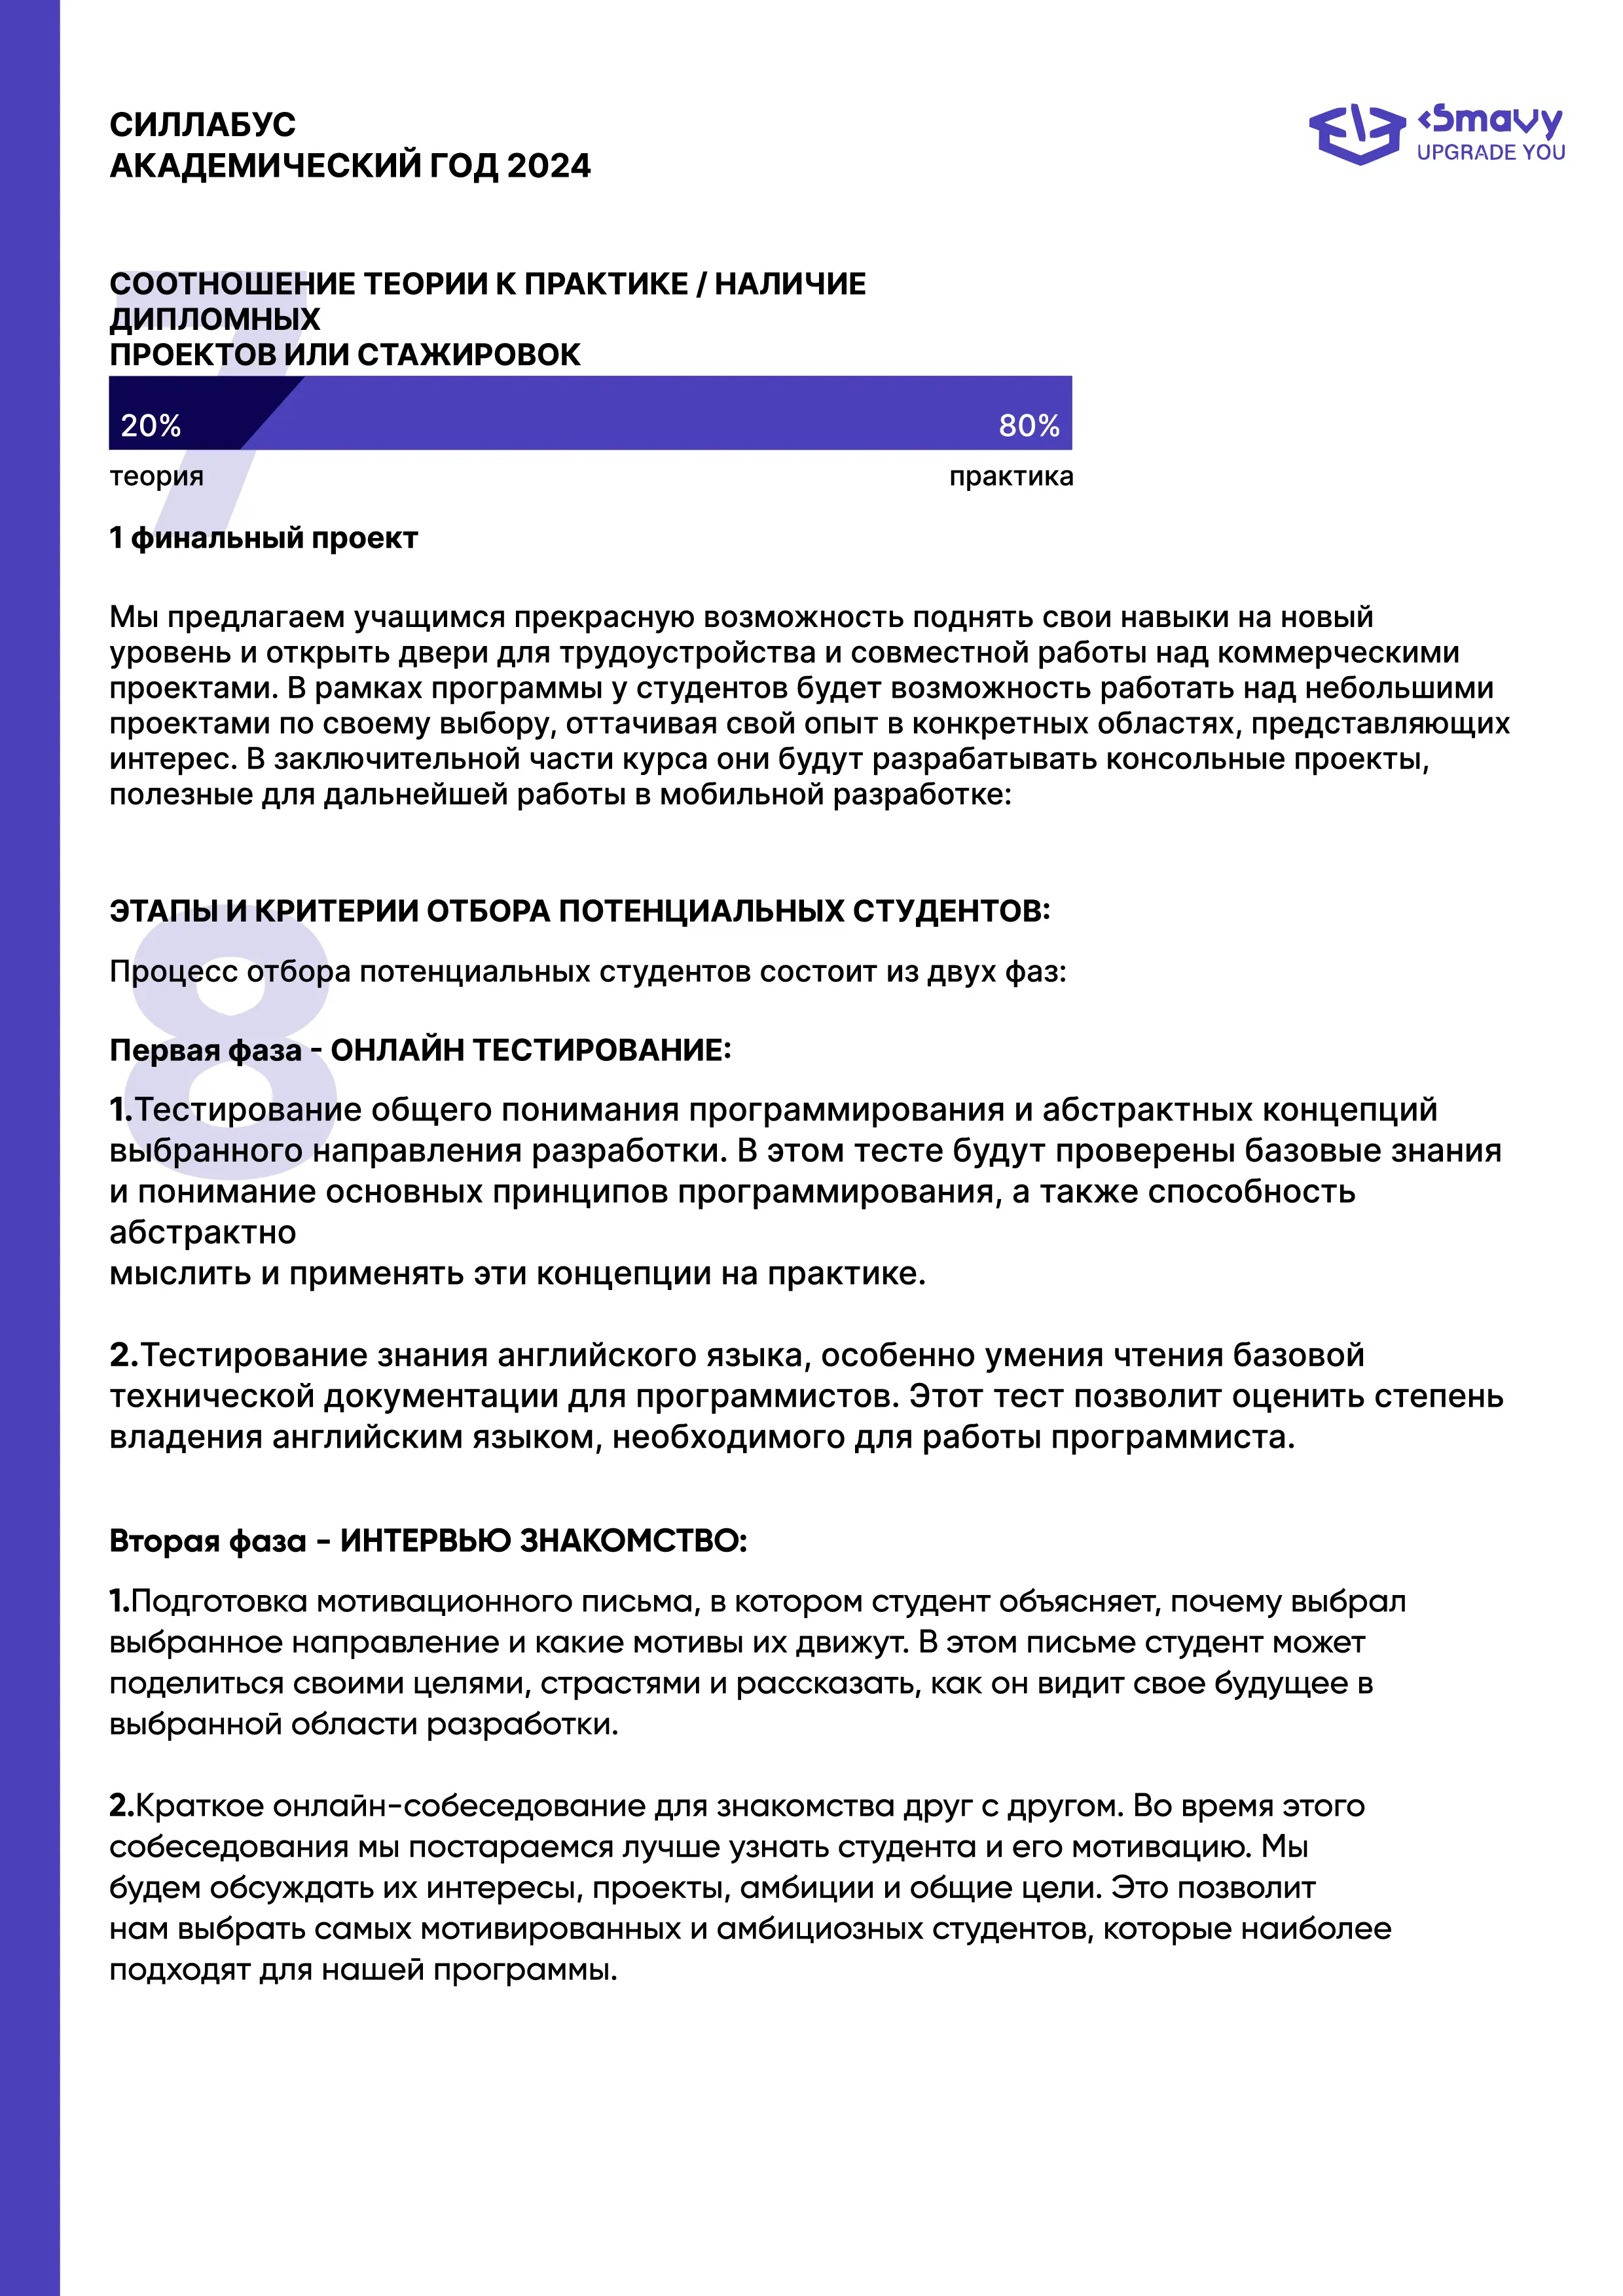 СИЛЛАБУС
АКАДЕМИЧЕСКИЙ ГОД 2024
<Smavy
UPGRADE YOU
7
СООТНОШЕНИЕ ТЕОРИИ К ПРАКТИКЕ / НАЛИЧИЕ
ДИПЛОМНЫХ
ПРОЕКТОВ ИЛИ СТАЖИРОВОК
20% 80%
теория практика
1 финальный проект
Мы предлагаем учащимся прекрасную возможность поднять свои навыки на новый
уровень и открыть двери для трудоустройства и совместной работы над коммерческими
проектами. В рамках программы у студентов будет возможность работать над небольшими
проектами по своему выбору, оттачивая свой опыт в конкретных областях, представляющих
интерес. В заключительной части курса они будут разрабатывать консольные проекты,
полезные для дальнейшей работы в мобильной разработке:
8
ЭТАПЫ И КРИТЕРИИ ОТБОРА ПОТЕНЦИАЛЬНЫХ СТУДЕНТОВ:
Процесс отбора потенциальных студентов состоит из двух фаз:
Первая фаза - ОНЛАЙН ТЕСТИРОВАНИЕ:
1.Тестирование общего понимания программирования и абстрактных концепций
выбранного направления разработки. В этом тесте будут проверены базовые знания
и понимание основных принципов программирования, а также способность
абстрактно
мыслить и применять эти концепции на практике.
2.Тестирование знания английского языка, особенно умения чтения базовой
технической документации для программистов. Этот тест позволит оценить степень
владения английским языком, необходимого для работы программиста.
Вторая фаза - ИНТЕРВЬЮ ЗНАКОМСТВО:
1.Подготовка мотивационного письма, в котором студент объясняет, почему выбрал
выбранное направление и какие мотивы их движут. В этом письме студент может
поделиться своими целями, страстями и рассказать, как он видит свое будущее в
выбранной области разработки.
2.Краткое онлайн-собеседование для знакомства друг с другом. Во время этого
собеседования мы постараемся лучше узнать студента и его мотивацию. Мы
будем обсуждать их интересы, проекты, амбиции и общие цели. Это позволит
нам выбрать самых мотивированных и амбициозных студентов, которые наиболее
подходят для нашей программы.